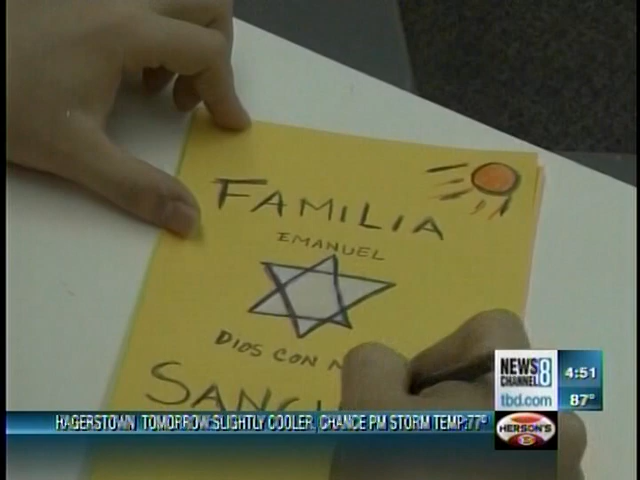 FAMILIA
EMANUEL
DIOS CON
NEWS
CHANNEL 8
4:51
tbd.com
87°
HERSON'S
HAGERSTOWN TOMORROW: SLIGHTLY COOLER, CHANCE PM STORM TEMP: 77°